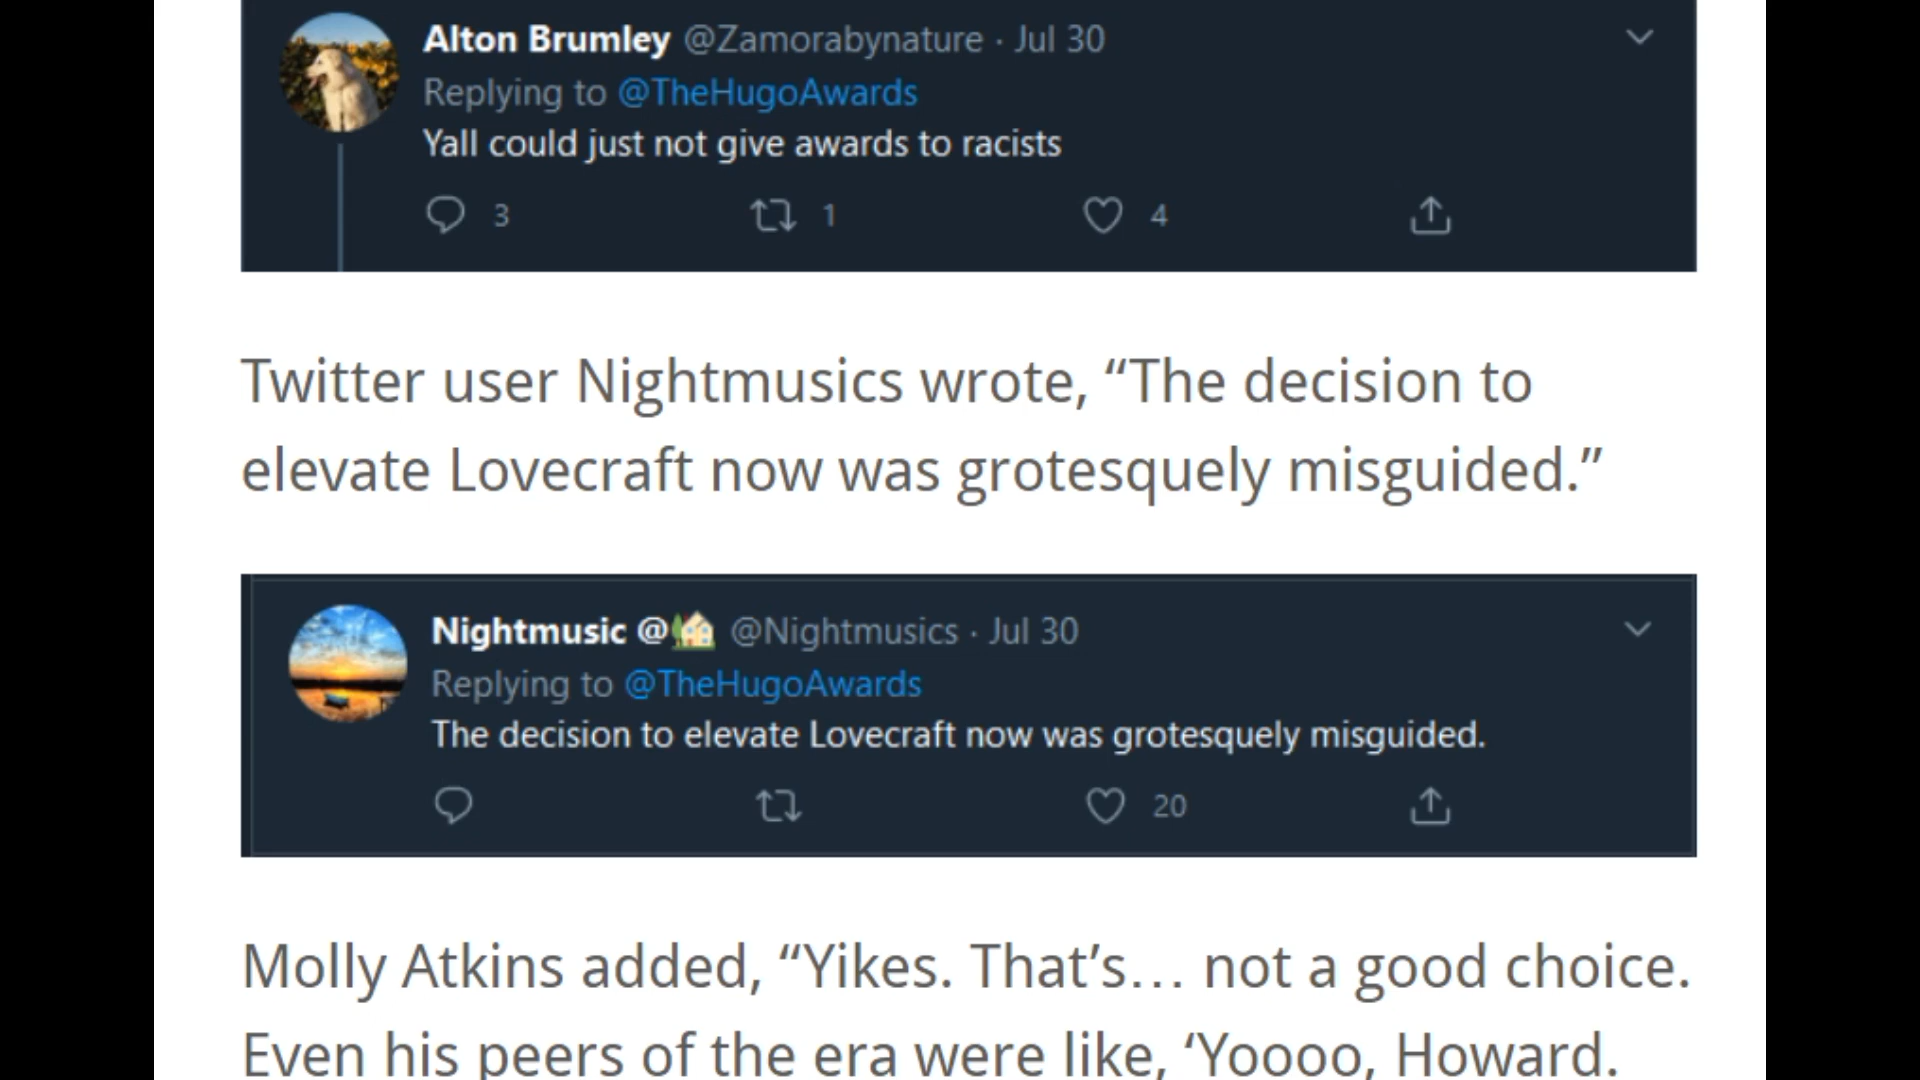 Alton Brumley @Zamorabynature · Jul 30
Replying to @TheHugoAwards
Yall could just not give awards to racists
3 1 4
Twitter user Nightmusics wrote, “The decision to
elevate Lovecraft now was grotesquely misguided.”
Nightmusic @🏡 @Nightmusics · Jul 30
Replying to @TheHugoAwards
The decision to elevate Lovecraft now was grotesquely misguided.
20
Molly Atkins added, “Yikes. That’s… not a good choice.
Even his peers of the era were like, ‘Yoooo, Howard.